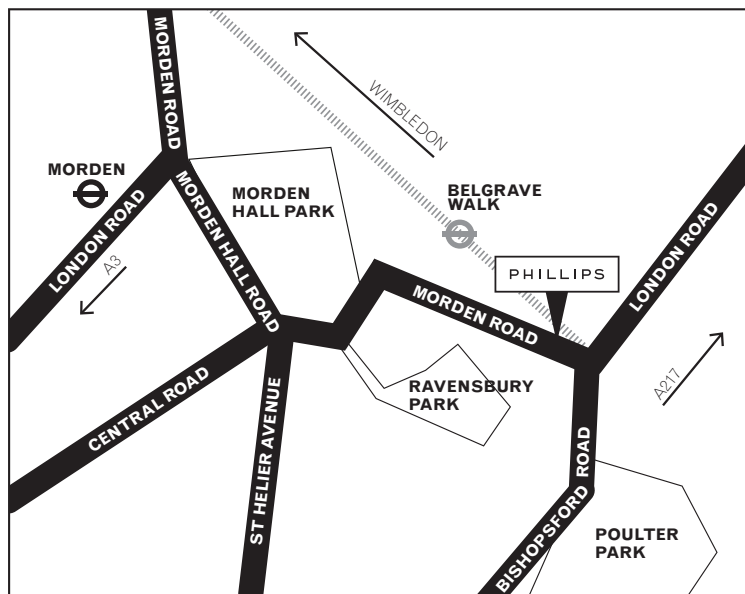 MORDEN ROAD
WIMBLEDON
MORDEN
MORDEN
HALL PARK
BELGRAVE
WALK
LONDON ROAD
MORDEN HALL ROAD
LONDON ROAD
A3
PHILLIPS
MORDEN ROAD
CENTRAL ROAD
RAVENSBURY
PARK
A217
ST HELIER AVENUE
BISHOPSFORD ROAD
POULTER
PARK